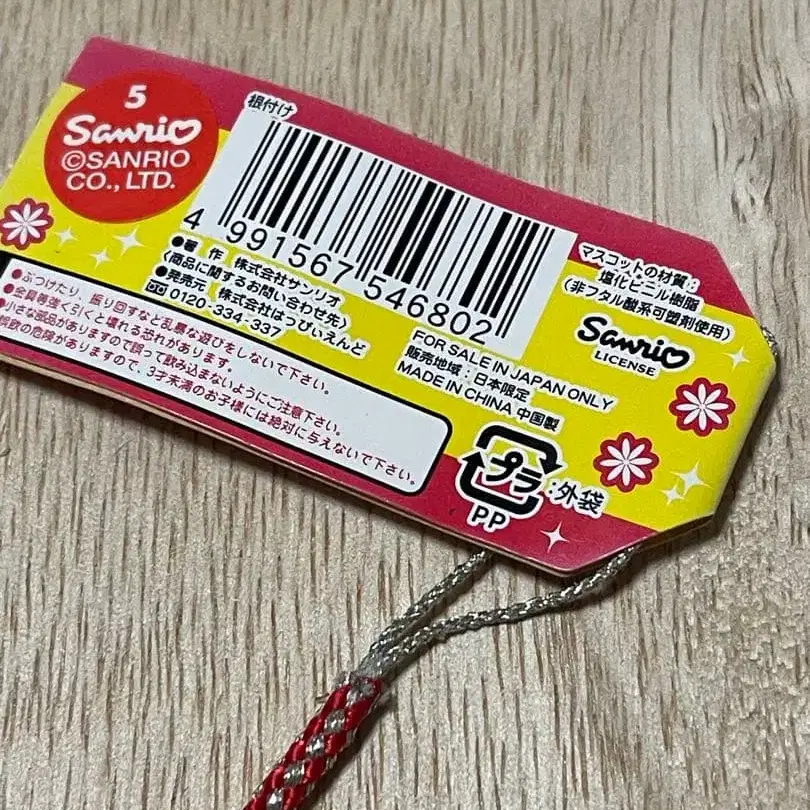 5
Sanrio
©SANRIO
CO., LTD.
根付け
4 991567 546802
●著 作 株式会社サンリオ
〈商品に関するお問い合わせ先〉
●発売元 株式会社はっぴぃえんど
0120-334-337
マスコットの材質:
塩化ビニル樹脂
(非フタル酸系可塑剤使用)
Sanrio
LICENSE
FOR SALE IN JAPAN ONLY
販売地域:日本限定
MADE IN CHINA 中国製
プラ :外袋
PP
●ぶつけたり、振り回すなど乱暴な遊びをしないで下さい。
●金具等強く引くと壊れる恐れがあります。
●小さな部品がありますので誤って飲み込まないようにご注意下さい。
誤飲の危険がありますので、3才未満のお子様には絶対に与えないで下さい。